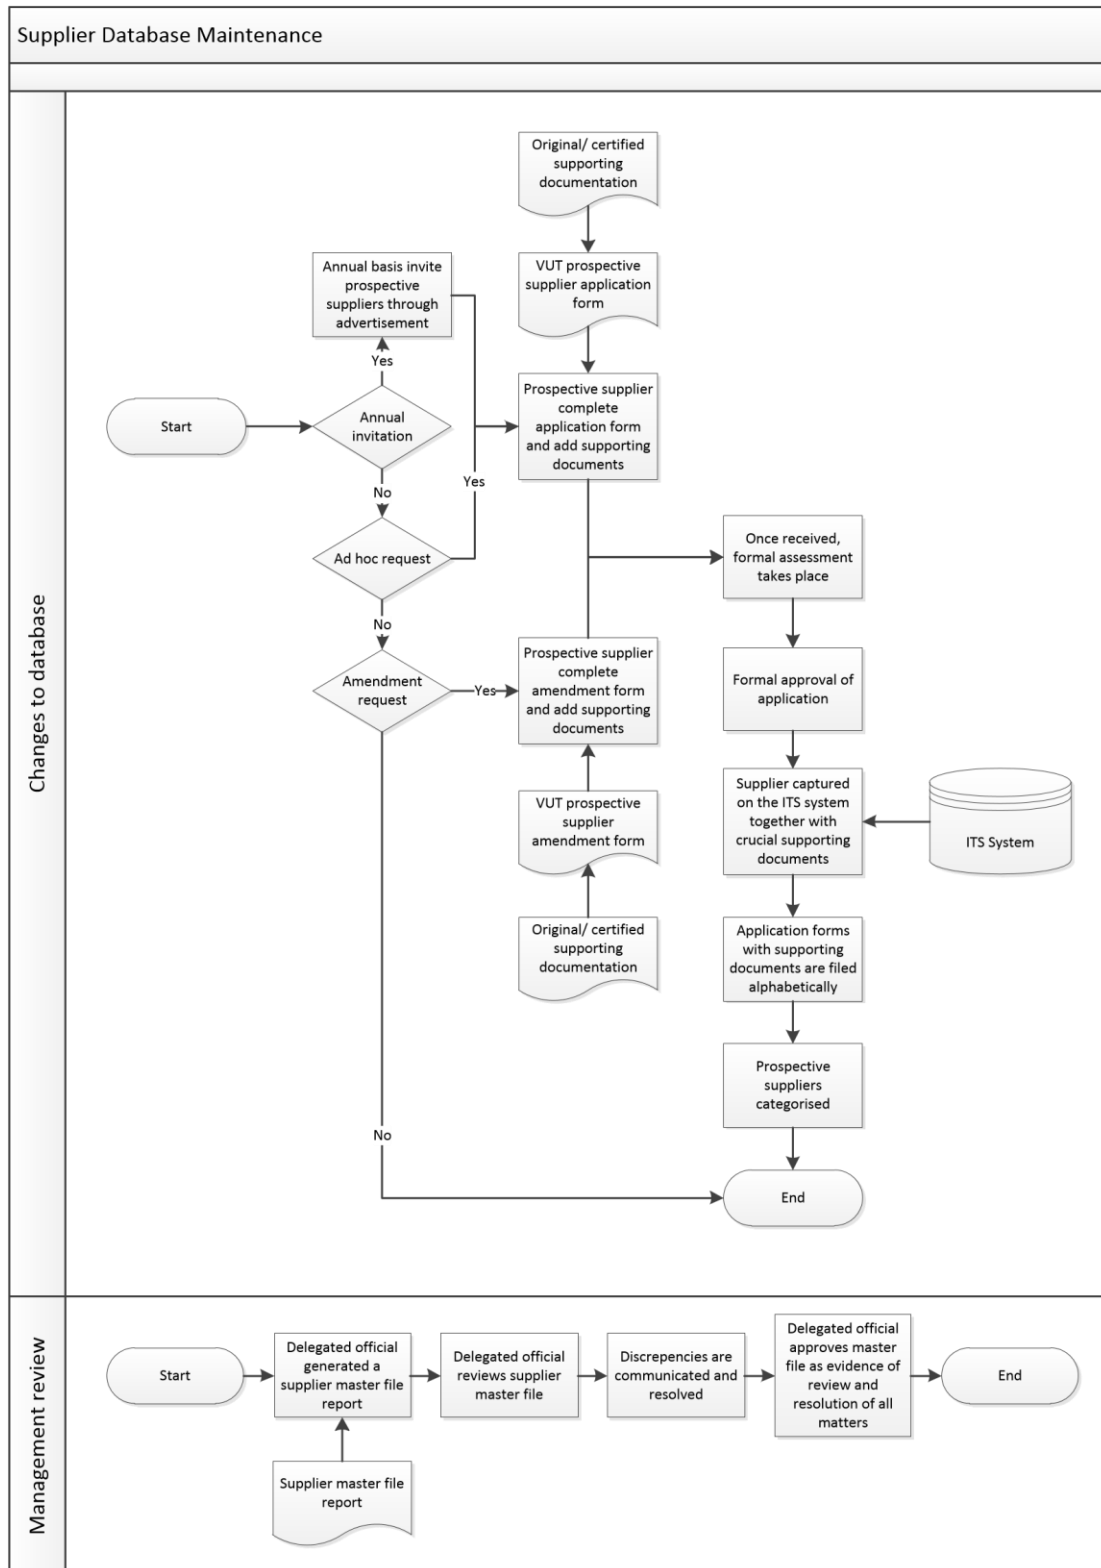 Supplier Database Maintenance
Changes to database
Original/ certified
supporting
documentation
Annual basis invite
prospective
suppliers through
advertisement
VUT prospective
supplier application
form
Yes
Start
Annual
invitation
Prospective supplier
complete
application form
and add supporting
documents
No
Yes
Ad hoc request
Once received,
formal assessment
takes place
No
Amendment
request
Yes
Prospective supplier
complete
amendment form
and add supporting
documents
Formal approval of
application
VUT prospective
supplier
amendment form
Supplier captured
on the ITS system
together with
crucial supporting
documents
ITS System
Original/ certified
supporting
documentation
Application forms
with supporting
documents are filed
alphabetically
Prospective
suppliers
categorised
No
End
Management review
Start
Delegated official
generated a
supplier master file
report
Delegated official
reviews supplier
master file
Discrepencies are
communicated and
resolved
Delegated official
approves master
file as evidence of
review and
resolution of all
matters
End
Supplier master file
report